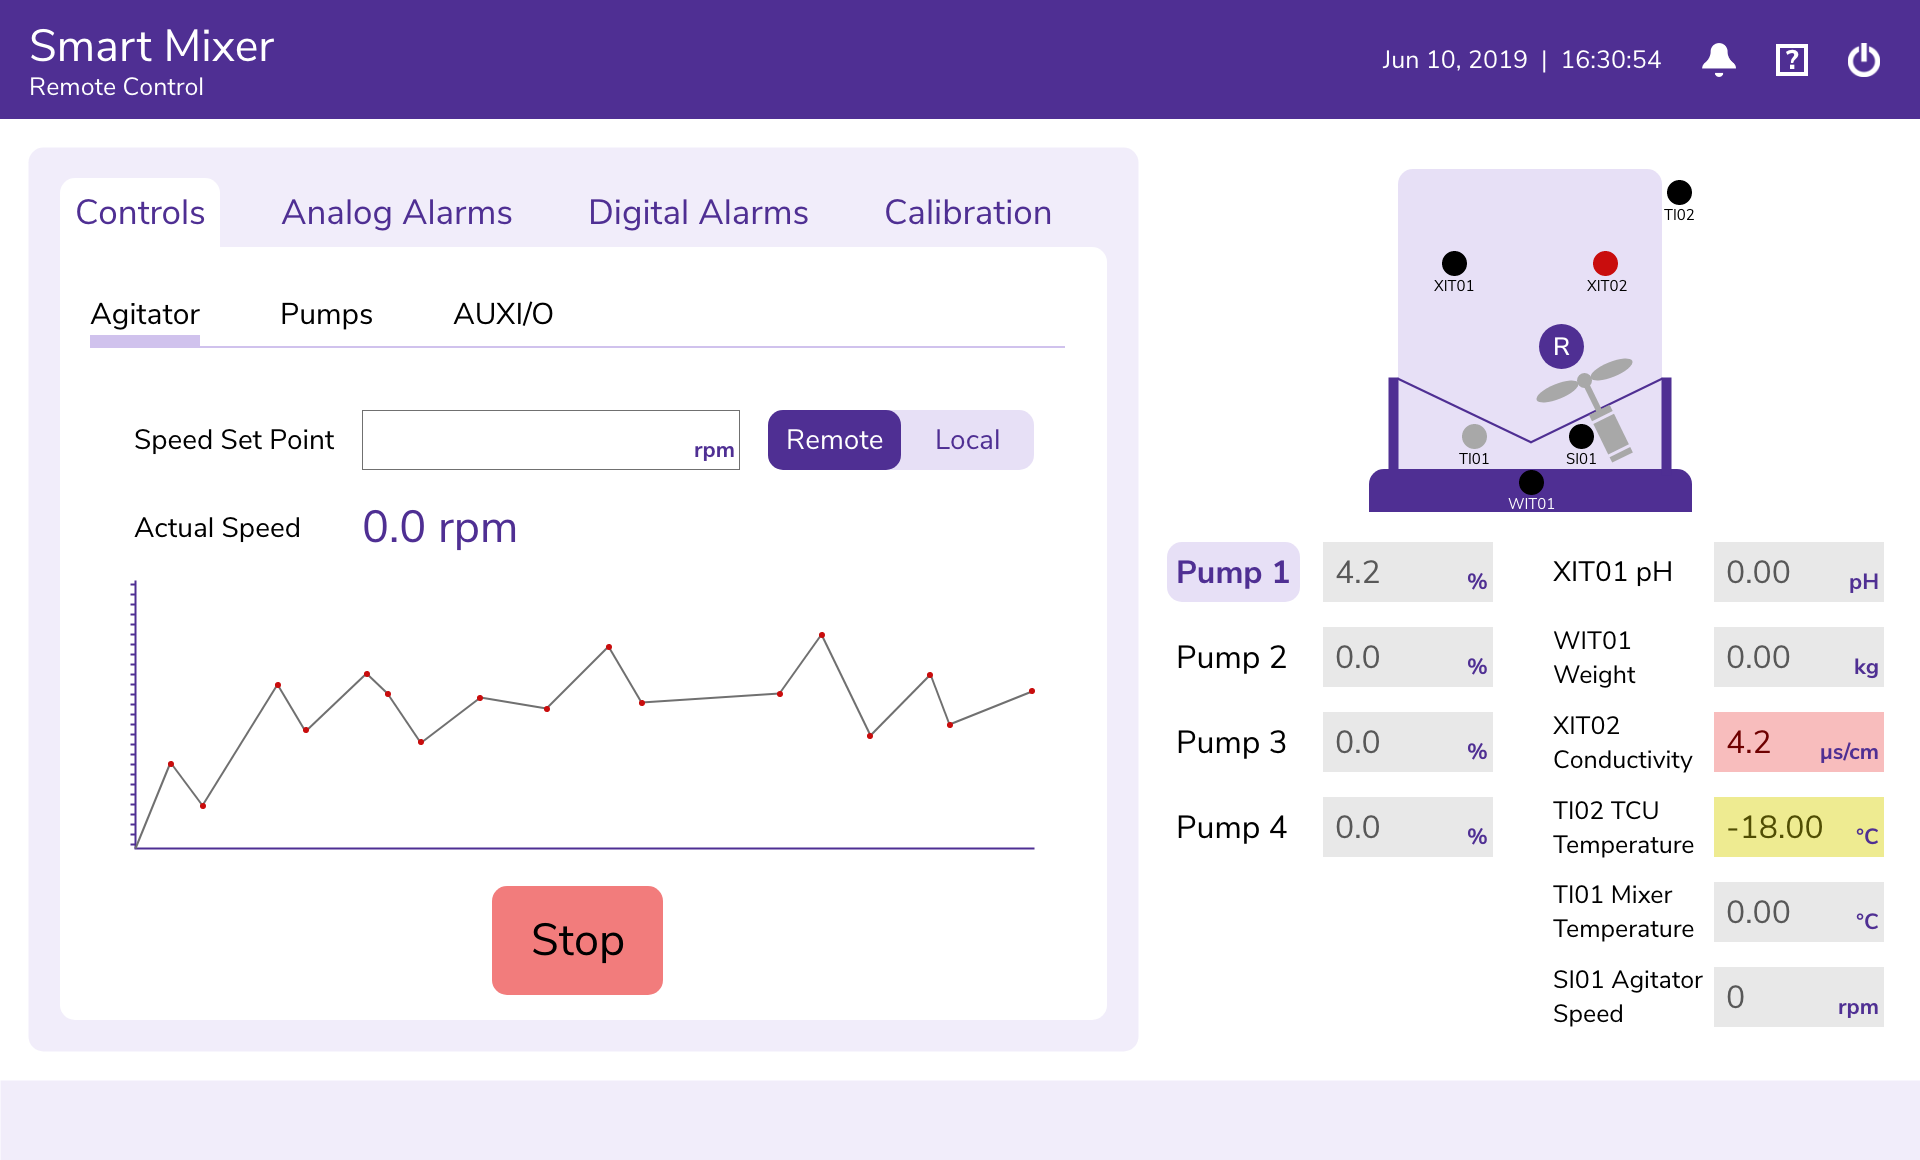 Smart Mixer
Remote Control
Jun 10, 2019 | 16:30:54
?
Controls
Analog Alarms
Digital Alarms
Calibration
Agitator
Pumps
AUXI/O
Speed Set Point
rpm
Remote
Local
Actual Speed
0.0 rpm
Stop
TI02
XIT01
XIT02
R
TI01
SI01
WIT01
Pump 1
4.2 %
Pump 2
0.0 %
Pump 3
0.0 %
Pump 4
0.0 %
XIT01 pH
0.00 pH
WIT01
Weight
0.00 kg
XIT02
Conductivity
4.2 µs/cm
TI02 TCU
Temperature
-18.00 °C
TI01 Mixer
Temperature
0.00 °C
SI01 Agitator
Speed
0 rpm